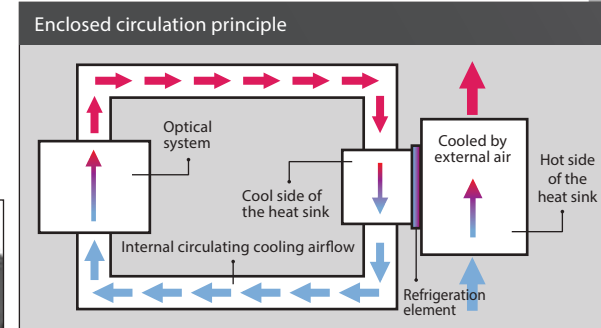 Enclosed circulation principle
Optical
system
Cool side of
the heat sink
Internal circulating cooling airflow
Cooled by
external air
Hot side
of the
heat sink
Refrigeration
element